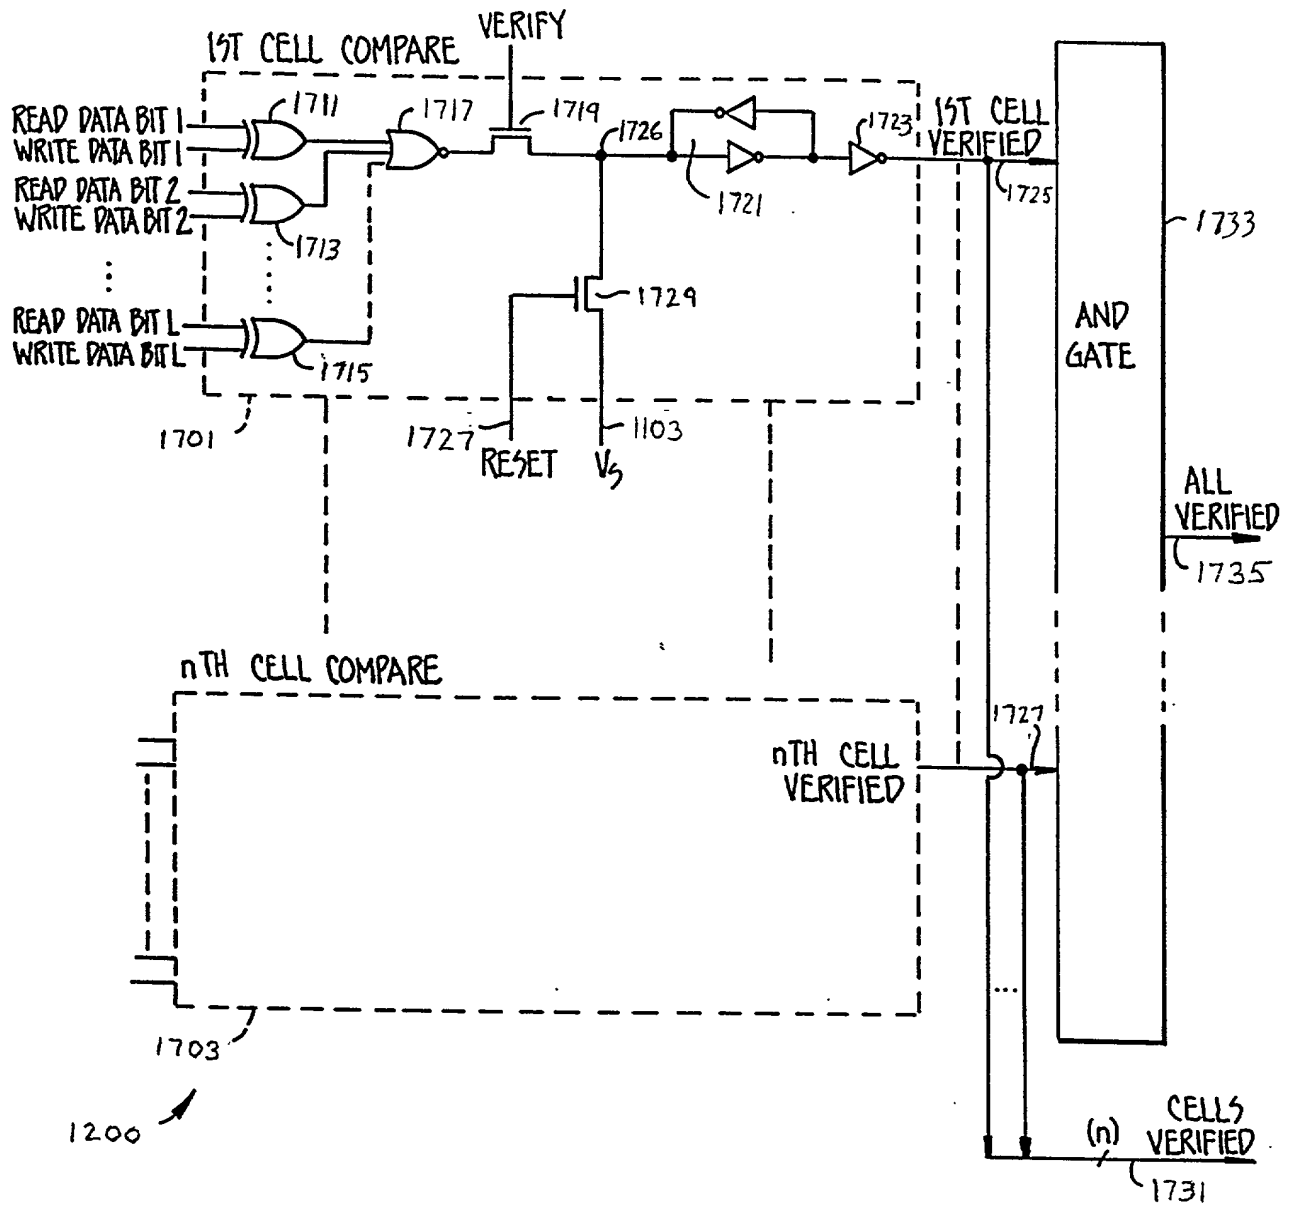 VERIFY
1ST CELL COMPARE
1711
1717
1719
1726
1723
1ST CELL
VERIFIED
1725
READ DATA BIT 1
WRITE DATA BIT 1
READ DATA BIT 2
WRITE DATA BIT 2
1713
1721
1733
1729
READ DATA BIT L
WRITE DATA BIT L
1715
AND
GATE
1701
1727
RESET
1103
VS
ALL
VERIFIED
1735
nTH CELL COMPARE
1727
nTH CELL
VERIFIED
1703
1200
(n)
CELLS
VERIFIED
1731